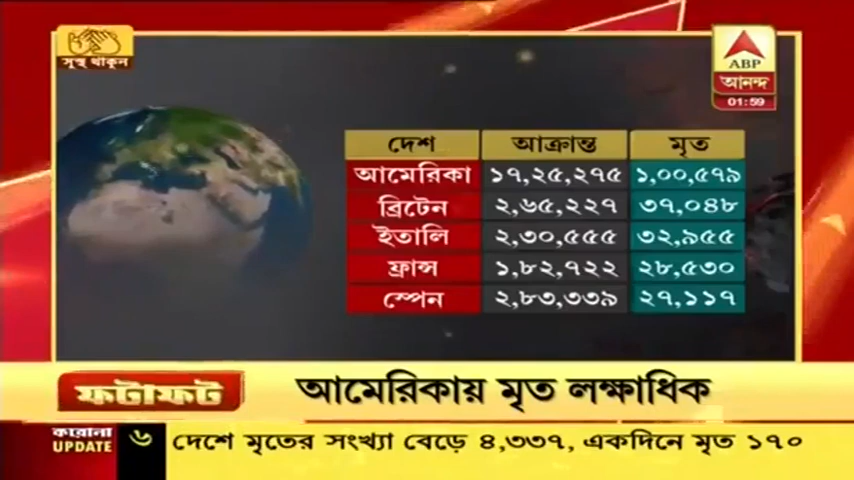 সুস্থ থাকুন
ABP
আনন্দ
01:59
দেশ আক্রান্ত মৃত
আমেরিকা ১৭,২৫,২৭৫ ১,০০,৫৭৯
ব্রিটেন ২,৬৫,২২৭ ৩৭,০৪৮
ইতালি ২,৩০,৫৫৫ ৩২,৯৫৫
ফ্রান্স ১,৮২,৭২২ ২৮,৫৩০
স্পেন ২,৮৩,৩৩৯ ২৭,১১৭
ফটাফট আমেরিকায় মৃত লক্ষাধিক
করোনা UPDATE ৬ দেশে মৃতের সংখ্যা বেড়ে ৪,৩৩৭, একদিনে মৃত ১৭০